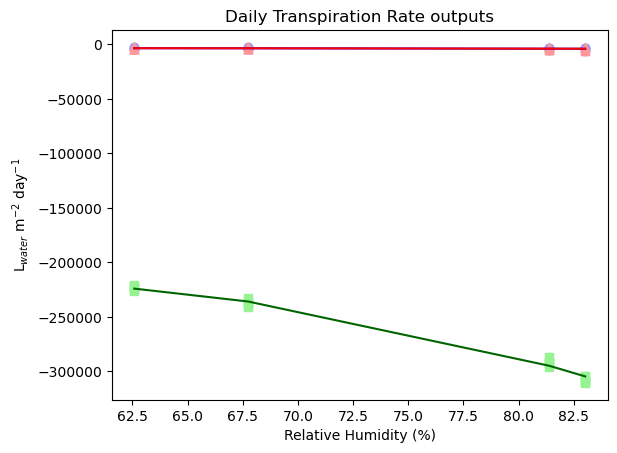 Daily Transpiration Rate outputs
L_water m^−2 day^−1
0
−50000
−100000
−150000
−200000
−250000
−300000
62.5 65.0 67.5 70.0 72.5 75.0 77.5 80.0 82.5
Relative Humidity (%)